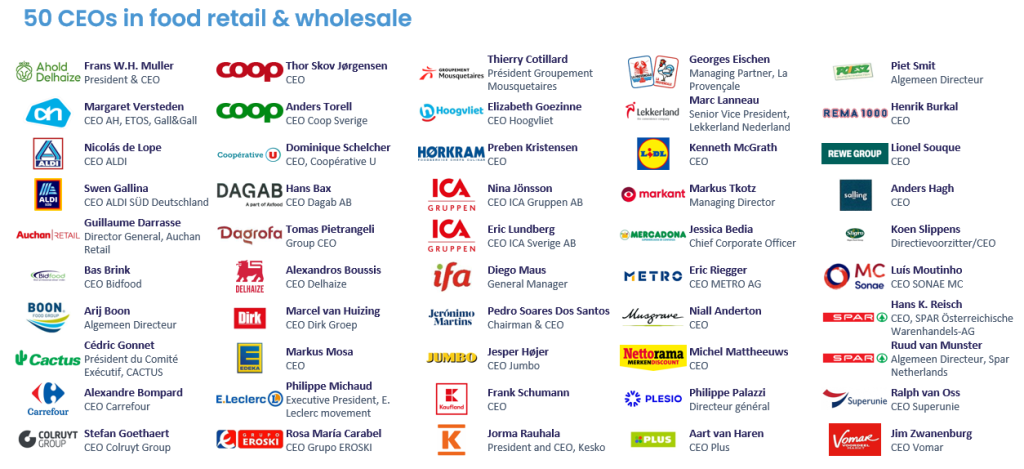 50 CEOs in food retail & wholesale
Ahold
Delhaize
Frans W.H. Muller
President & CEO
ah
Margaret Versteden
CEO AH, ETOS, Gall&Gall
ALDI
Nicolás de Lope
CEO ALDI
ALDI
SÜD
Swen Gallina
CEO ALDI SÜD Deutschland
Auchan | RETAIL
Guillaume Darrasse
Director General, Auchan
Retail
Bidfood
Bas Brink
CEO Bidfood
BOON
FOOD GROUP
Arij Boon
Algemeen Directeur
Cactus
Cédric Gonnet
Président du Comité
Exécutif, CACTUS
Carrefour
Alexandre Bompard
CEO Carrefour
COLRUYT
GROUP
Stefan Goethaert
CEO Colruyt Group
coop
Thor Skov Jørgensen
CEO
coop
Anders Torell
CEO Coop Sverige
Coopérative U
Dominique Schelcher
CEO, Coopérative U
DAGAB
A part of Axfood
Hans Bax
CEO Dagab AB
Dagrofa
Tomas Pietrangeli
Group CEO
DELHAIZE
Alexandros Boussis
CEO Delhaize
Dirk
Marcel van Huizing
CEO Dirk Groep
E
EDEKA
Markus Mosa
CEO
E.Leclerc
Philippe Michaud
Executive President, E.
Leclerc movement
GRUPO
EROSKI
Rosa María Carabel
CEO Grupo EROSKI
GROUPEMENT
Mousquetaires
Thierry Cotillard
Président Groupement
Mousquetaires
Hoogvliet
Elizabeth Goezinne
CEO Hoogvliet
HØRKRAM
Preben Kristensen
CEO
ICA
GRUPPEN
Nina Jönsson
CEO ICA Gruppen AB
ICA
GRUPPEN
Eric Lundberg
CEO ICA Sverige AB
ifa
Diego Maus
General Manager
Jerónimo
Martins
Pedro Soares Dos Santos
Chairman & CEO
JUMBO
Jesper Højer
CEO Jumbo
K
Kaufland
Frank Schumann
CEO
K
Jorma Rauhala
President and CEO, Kesko
Georges Eischen
Managing Partner, La
Provençale
Lekkerland
Marc Lanneau
Senior Vice President,
Lekkerland Nederland
LIDL
Kenneth McGrath
CEO
markant
Markus Tkotz
Managing Director
MERCADONA
Jessica Bedia
Chief Corporate Officer
METRO
Eric Riegger
CEO METRO AG
Musgrave
Niall Anderton
CEO
Nettorama
MERKENDISCOUNT
Michel Mattheeuws
CEO
PLESIO
Philippe Palazzi
Directeur général
PLUS
Aart van Haren
CEO Plus
POIESZ
Piet Smit
Algemeen Directeur
REMA 1000
Henrik Burkal
CEO
REWE GROUP
Lionel Souque
CEO
salling
Anders Hagh
CEO
Sligro
Koen Slippens
Directievoorzitter/CEO
MC
Sonae
Luís Moutinho
CEO SONAE MC
SPAR
Hans K. Reisch
CEO, SPAR Österreichische
Warenhandels-AG
SPAR
Ruud van Munster
Algemeen Directeur, Spar
Netherlands
Superunie
Ralph van Oss
CEO Superunie
Vomar
Jim Zwanenburg
CEO Vomar